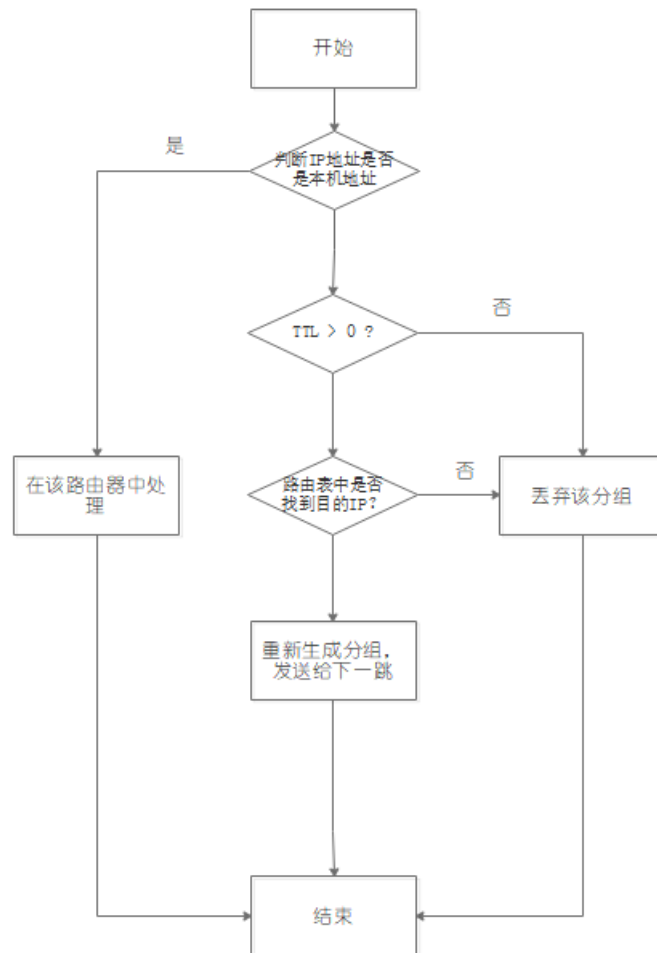 开始
是
判断IP地址是否
是本机地址
否
TTL > 0 ?
在该路由器中处
理
路由表中是否
找到目的IP?
否
丢弃该分组
重新生成分组，
发送给下一跳
结束